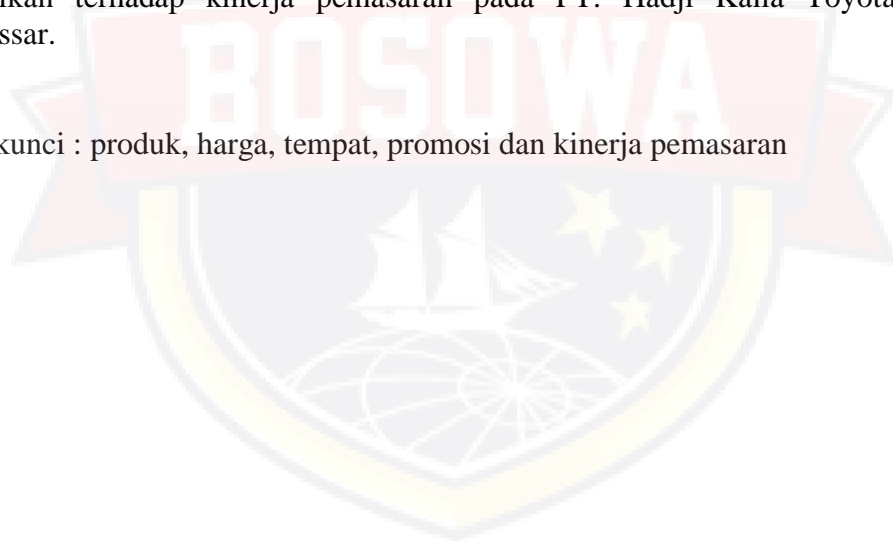 ikan terhadap kinerja pemasaran pada PT. Hadji Kalla Toyota
ssar.
BOSOWA
kunci : produk, harga, tempat, promosi dan kinerja pemasaran